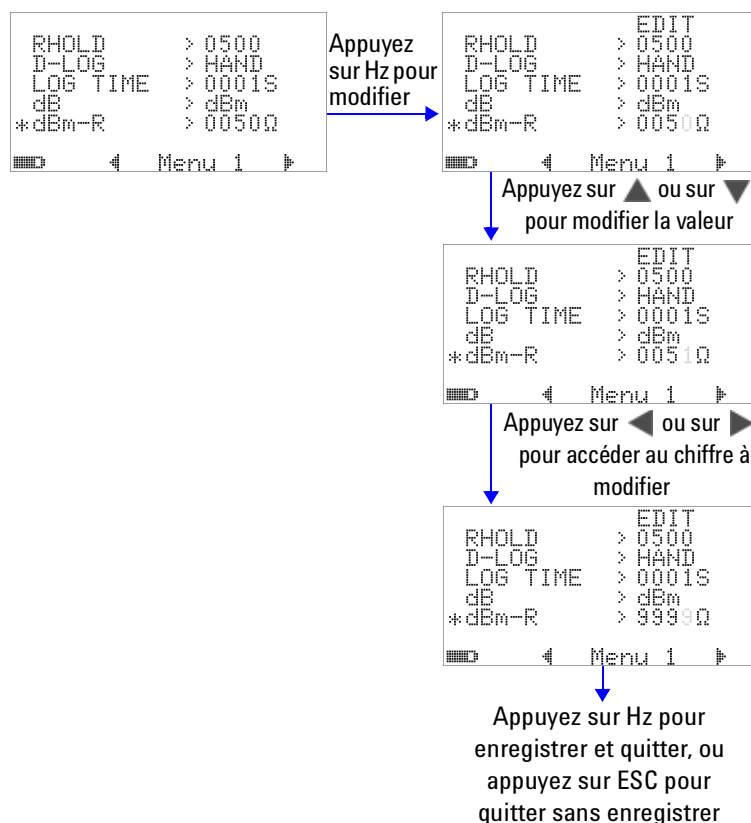 RHOLD > 0500
D-LOG > HAND
LOG TIME > 0001S
dB > dBm
*dBm-R > 0050Ω
Menu 1
Appuyez
sur Hz pour
modifier
EDIT
RHOLD > 0500
D-LOG > HAND
LOG TIME > 0001S
dB > dBm
*dBm-R > 0050Ω
Menu 1
Appuyez sur ▲ ou sur ▼
pour modifier la valeur
EDIT
RHOLD > 0500
D-LOG > HAND
LOG TIME > 0001S
dB > dBm
*dBm-R > 0051Ω
Menu 1
Appuyez sur ◀ ou sur ▶
pour accéder au chiffre à
modifier
EDIT
RHOLD > 0500
D-LOG > HAND
LOG TIME > 0001S
dB > dBm
*dBm-R > 9999Ω
Menu 1
Appuyez sur Hz pour
enregistrer et quitter, ou
appuyez sur ESC pour
quitter sans enregistrer